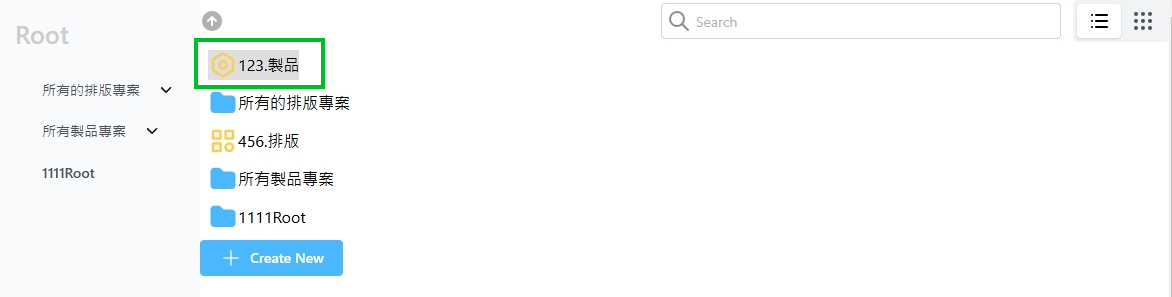 Root
所有的排版專案
所有製品專案
1111Root
Search
123.製品
所有的排版專案
456.排版
所有製品專案
1111Root
Create New